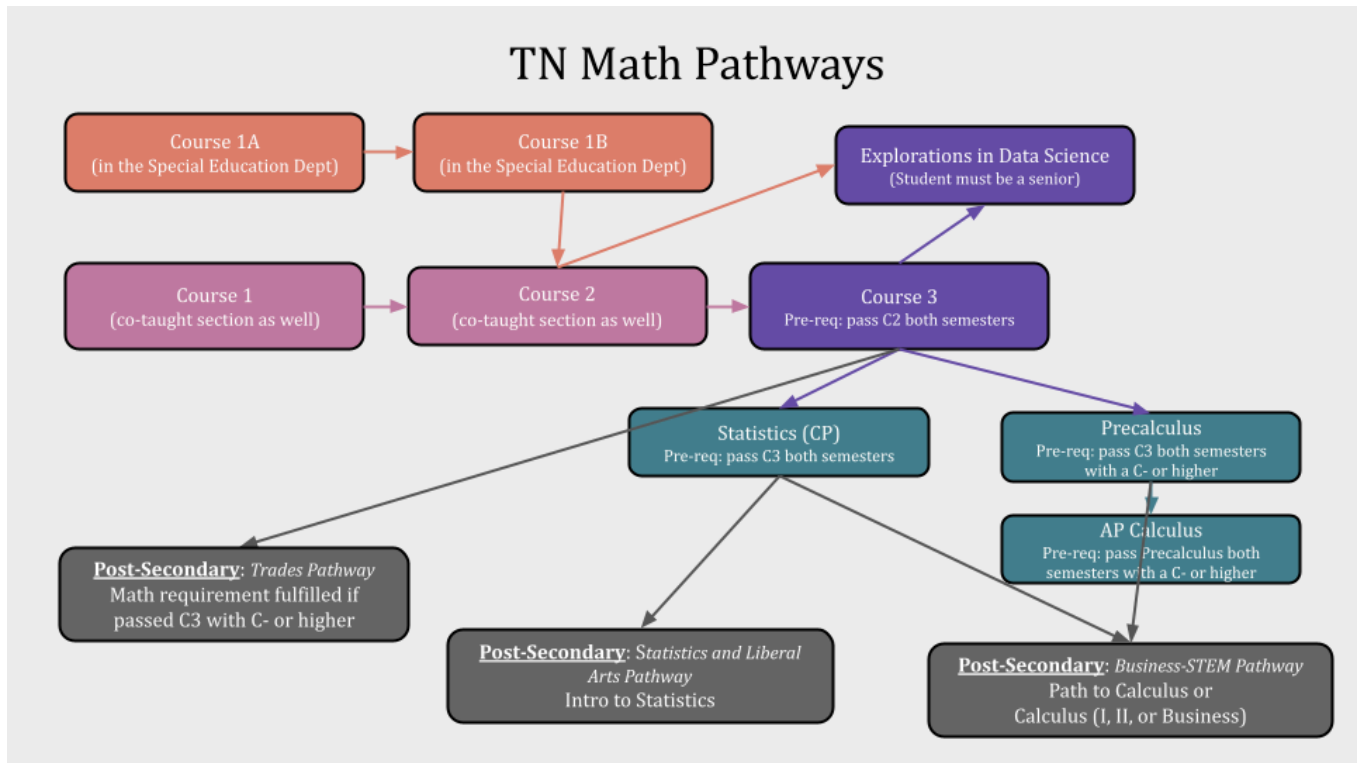 TN Math Pathways
Course 1A
(in the Special Education Dept)
Course 1B
(in the Special Education Dept)
Explorations in Data Science
(Student must be a senior)
Course 1
(co-taught section as well)
Course 2
(co-taught section as well)
Course 3
Pre-req: pass C2 both semesters
Statistics (CP)
Pre-req: pass C3 both semesters
Precalculus
Pre-req: pass C3 both semesters
with a C- or higher
AP Calculus
Pre-req: pass Precalculus both
semesters with a C- or higher
Post-Secondary: Trades Pathway
Math requirement fulfilled if
passed C3 with C- or higher
Post-Secondary: Statistics and Liberal
Arts Pathway
Intro to Statistics
Post-Secondary: Business-STEM Pathway
Path to Calculus or
Calculus (I, II, or Business)